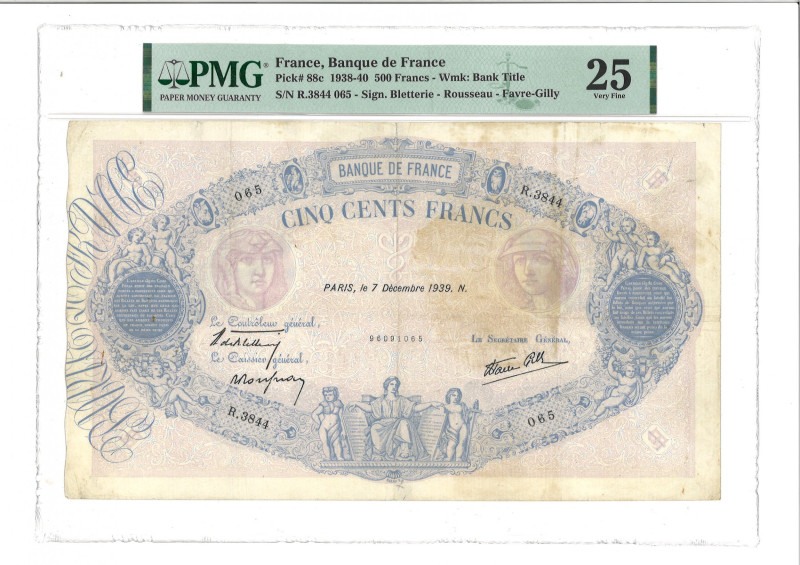 PMG®
PAPER MONEY GUARANTY
France, Banque de France
Pick# 88c 1938-40 500 Francs - Wmk: Bank Title
S/N R.3844 065 - Sign. Bletterie - Rousseau - Favre-Gilly
25
Very Fine
BANQUE DE FRANCE
065
R.3844
CINQ CENTS FRANCS
PARIS, le 7 Décembre 1939. N.
Le Contrôleur général,
96091065
Le Secrétaire Général,
Le Caissier général,
R.3844
065